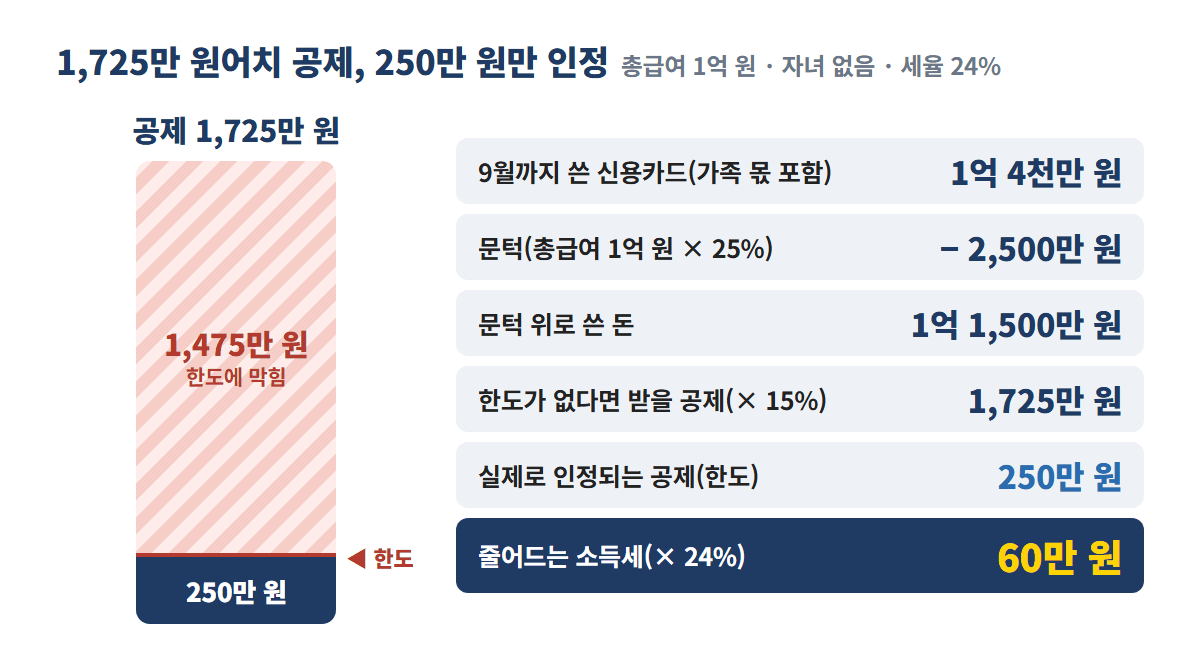 1,725만 원어치 공제, 250만 원만 인정 총급여 1억 원 · 자녀 없음 · 세율 24%
공제 1,725만 원
1,475만 원
한도에 막힘
◀ 한도
250만 원
9월까지 쓴 신용카드(가족 몫 포함) 1억 4천만 원
문턱(총급여 1억 원 × 25%) − 2,500만 원
문턱 위로 쓴 돈 1억 1,500만 원
한도가 없다면 받을 공제(× 15%) 1,725만 원
실제로 인정되는 공제(한도) 250만 원
줄어드는 소득세(× 24%) 60만 원